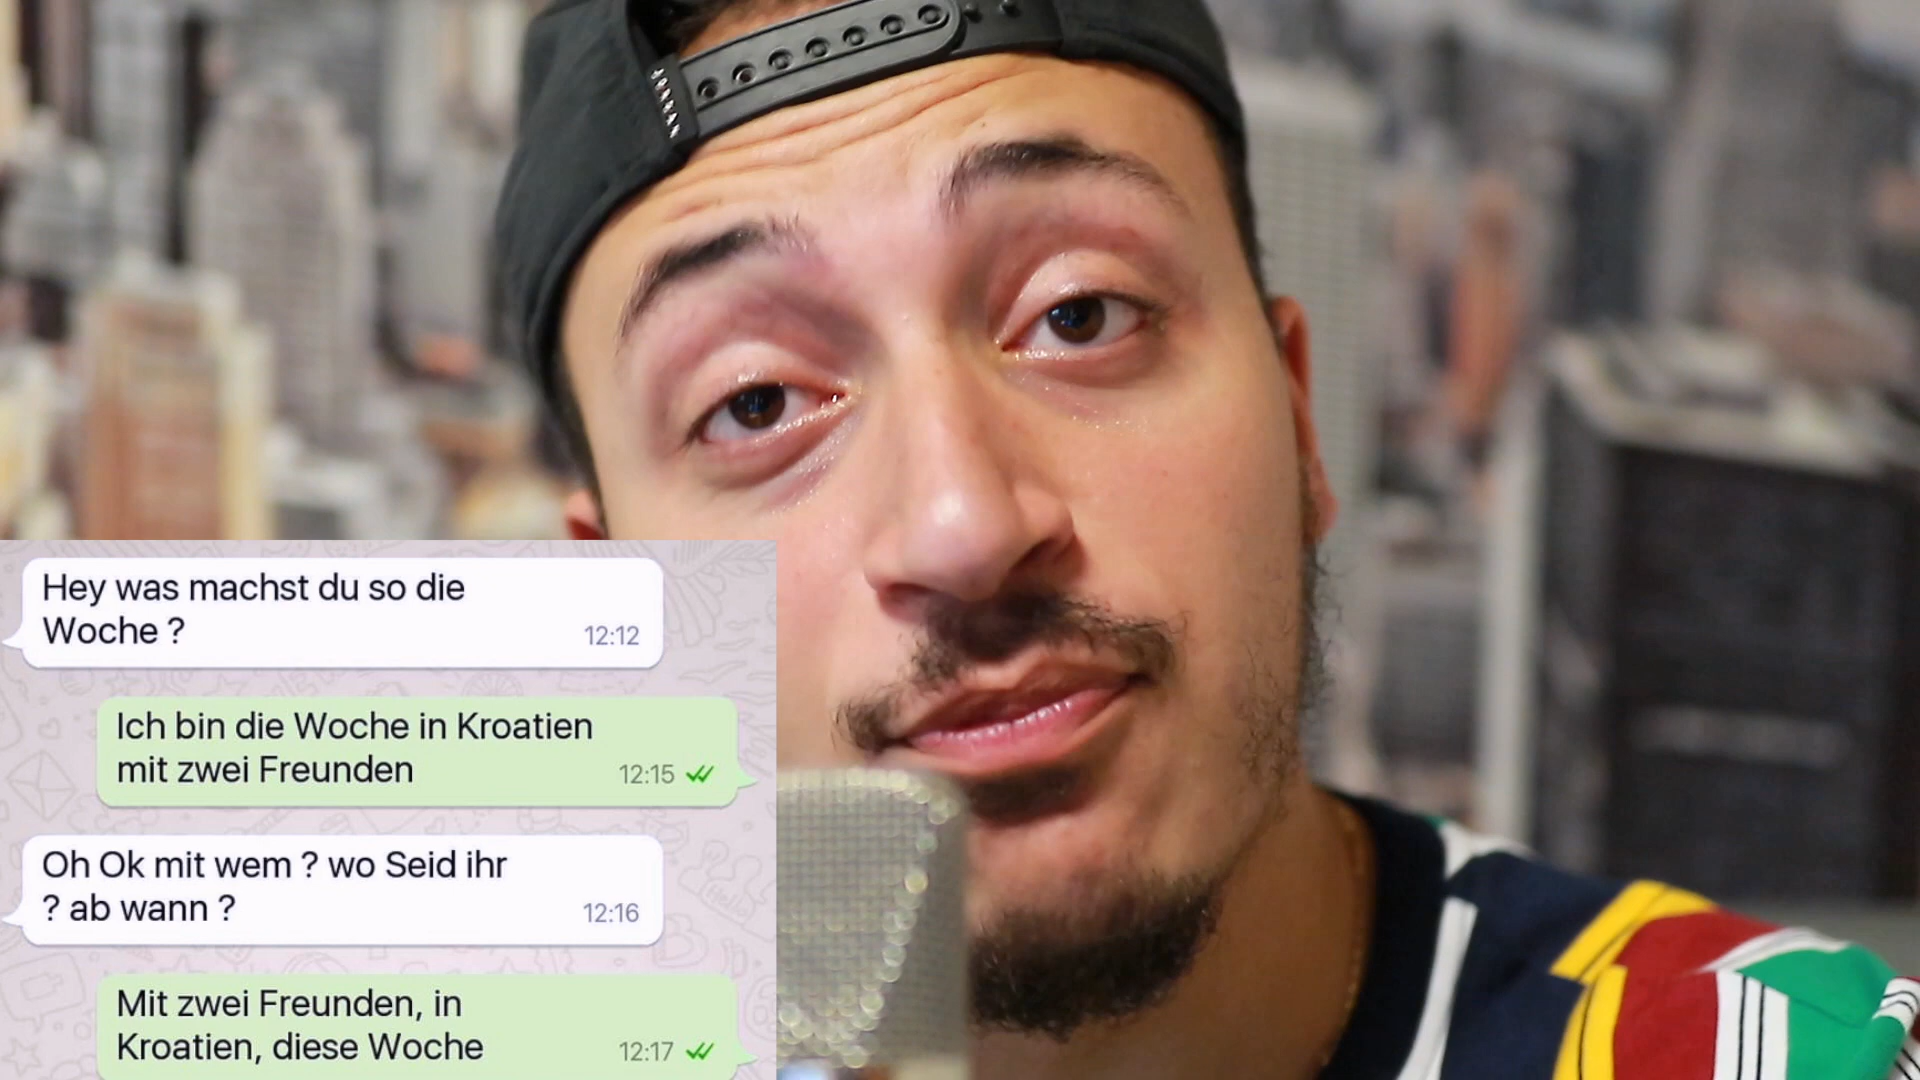 JORDAN
Hey was machst du so die
Woche ?
12:12
Ich bin die Woche in Kroatien
mit zwei Freunden
12:15
Oh Ok mit wem ? wo Seid ihr
? ab wann ?
12:16
Mit zwei Freunden, in
Kroatien, diese Woche
12:17